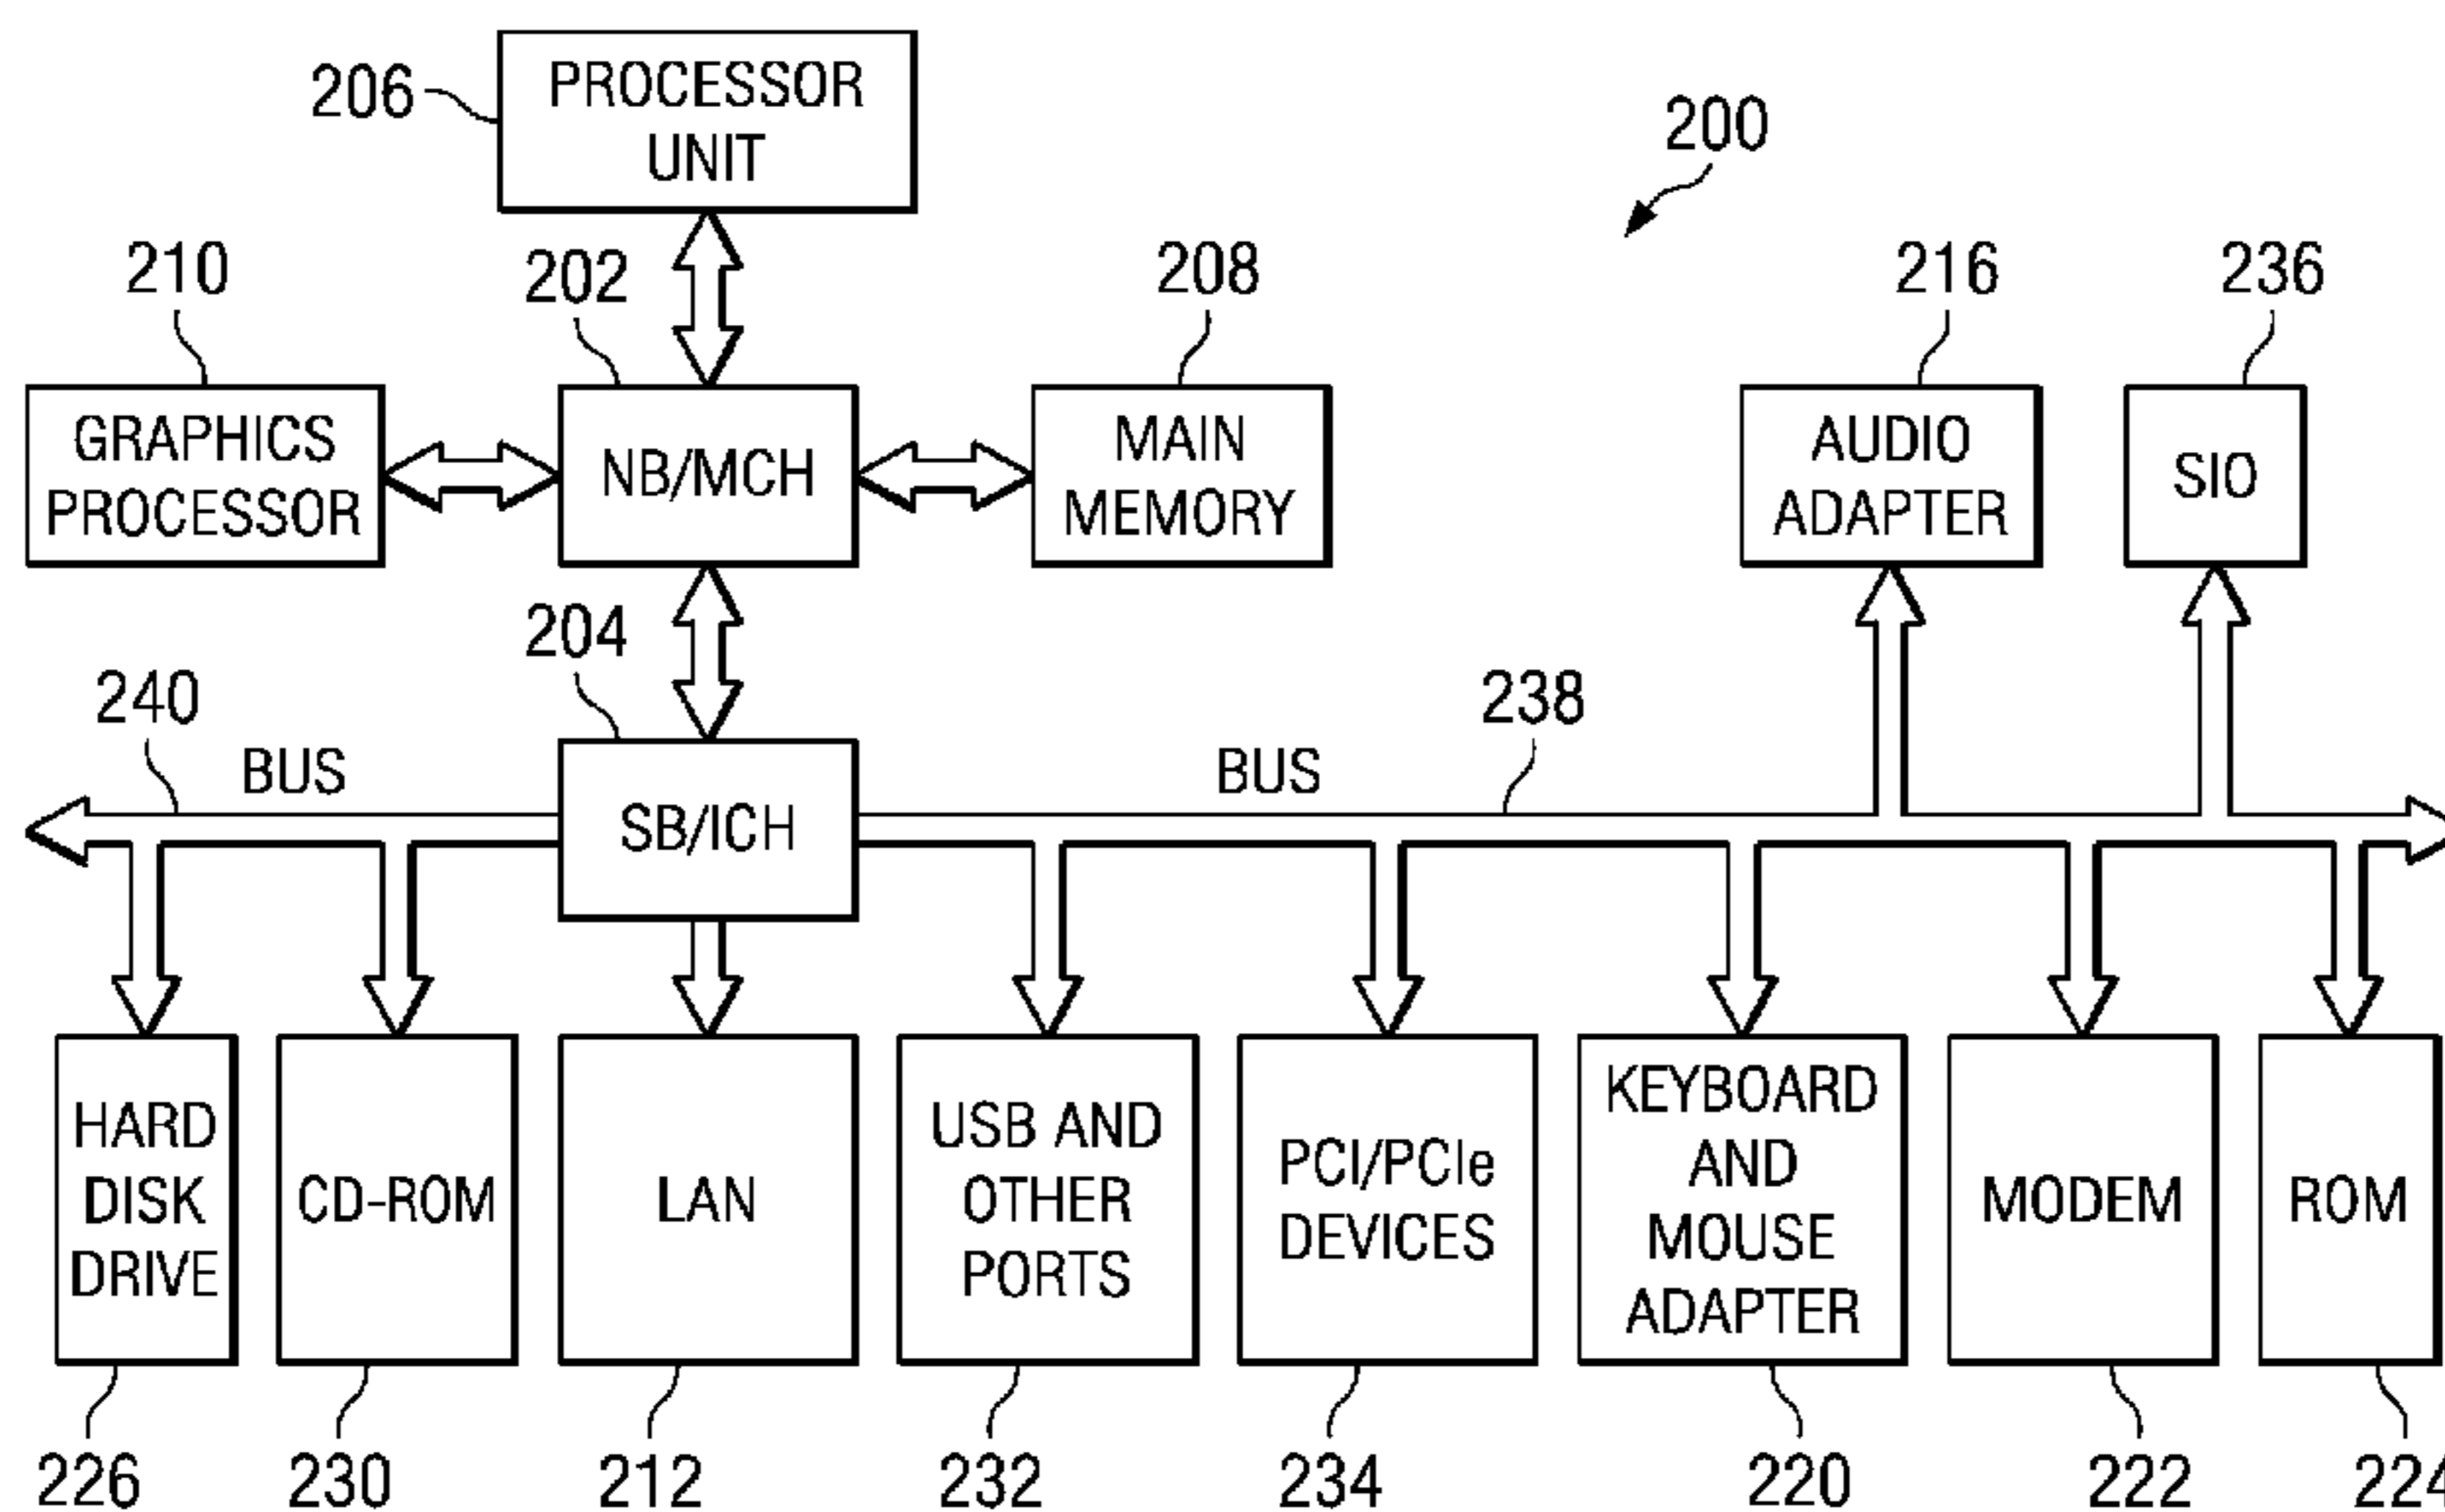 PROCESSOR
UNIT
206
200
210
202
208
216
236
GRAPHICS
PROCESSOR
NB/MCH
MAIN
MEMORY
AUDIO
ADAPTER
SIO
204
240
BUS
238
BUS
SB/ICH
HARD
DISK
DRIVE
CD-ROM
LAN
USB AND
OTHER
PORTS
PCI/PCIe
DEVICES
KEYBOARD
AND
MOUSE
ADAPTER
MODEM
ROM
226
230
212
232
234
220
222
224